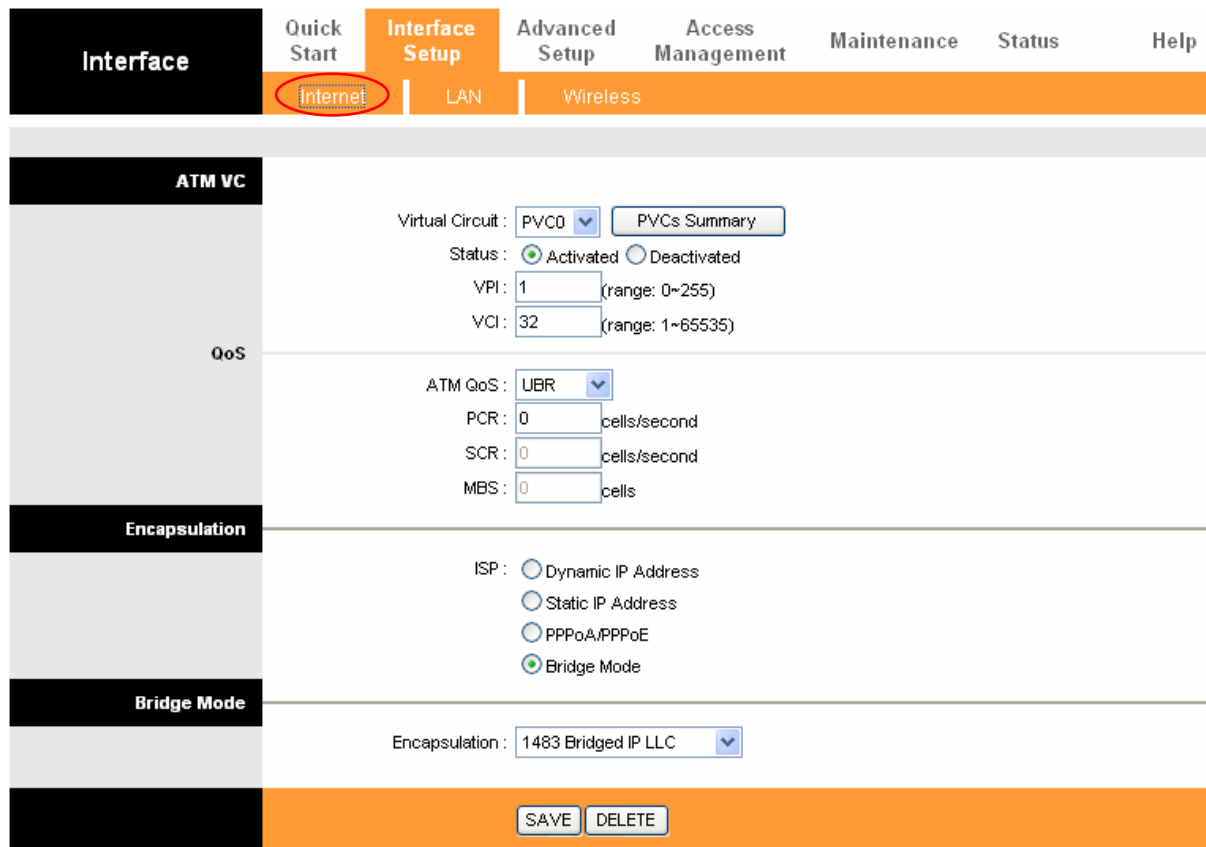 Interface
Quick Start
Interface Setup
Advanced Setup
Access Management
Maintenance
Status
Help
Internet
LAN
Wireless
ATM VC
Virtual Circuit : PVC0 PVCs Summary
Status : Activated Deactivated
VPI : 1 (range: 0~255)
VCI : 32 (range: 1~65535)
QoS
ATM QoS : UBR
PCR : 0 cells/second
SCR : 0 cells/second
MBS : 0 cells
Encapsulation
ISP : Dynamic IP Address
Static IP Address
PPPoA/PPPoE
Bridge Mode
Bridge Mode
Encapsulation : 1483 Bridged IP LLC
SAVE DELETE